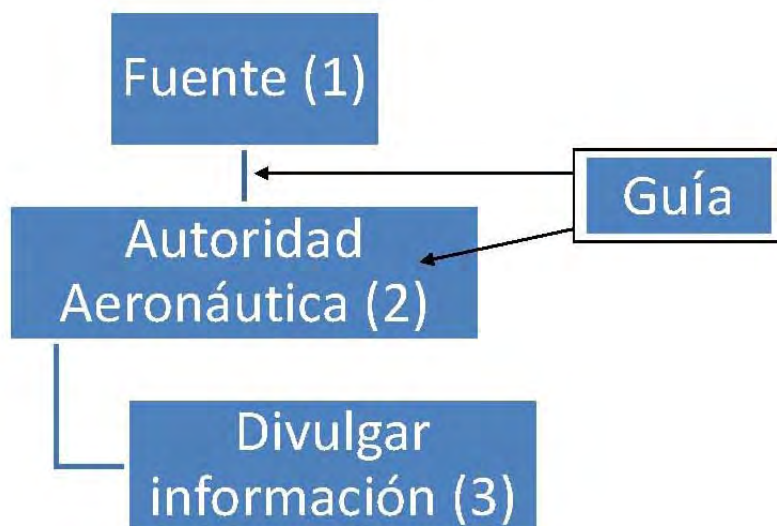 Fuente (1)
Guía
Autoridad
Aeronáutica (2)
Divulgar
información (3)